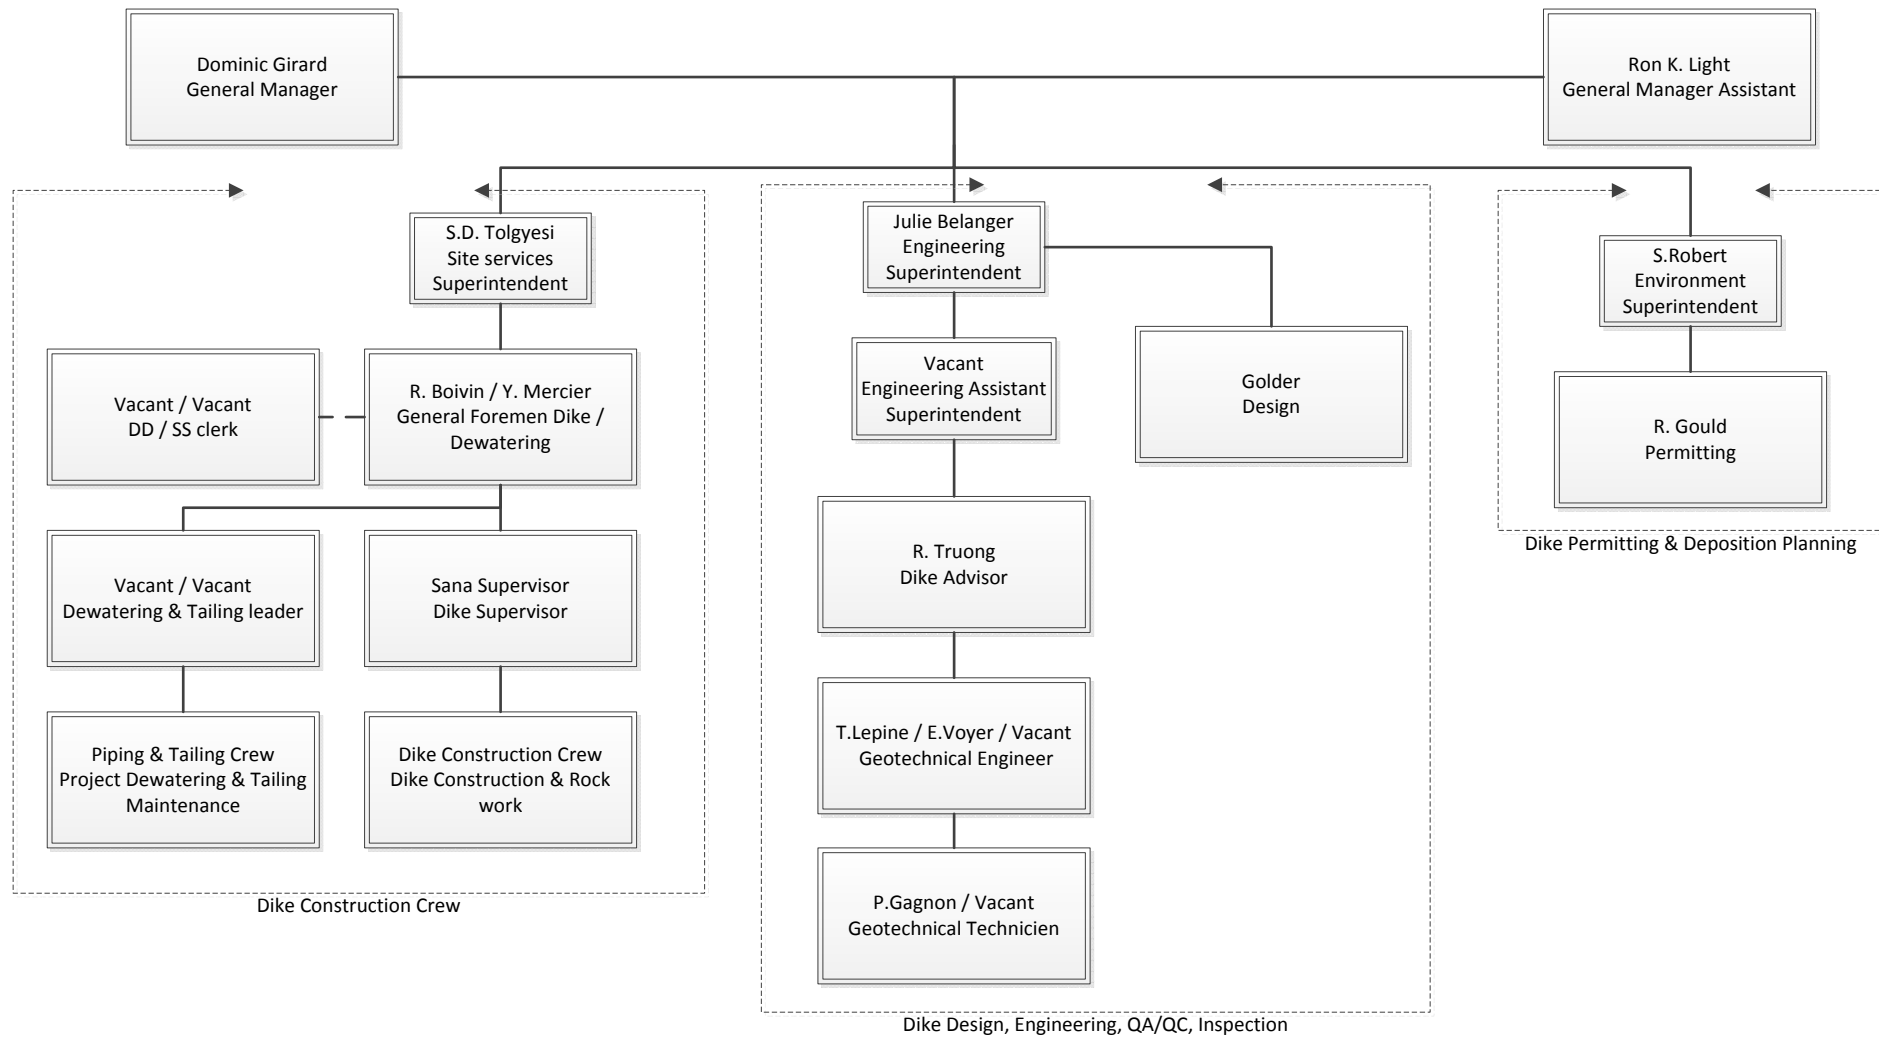 Dominic Girard
General Manager
Ron K. Light
General Manager Assistant
S.D. Tolgyesi
Site services
Superintendent
Vacant / Vacant
DD / SS clerk
R. Boivin / Y. Mercier
General Foremen Dike /
Dewatering
Vacant / Vacant
Dewatering & Tailing leader
Sana Supervisor
Dike Supervisor
Piping & Tailing Crew
Project Dewatering & Tailing
Maintenance
Dike Construction Crew
Dike Construction & Rock
work
Dike Construction Crew
Julie Belanger
Engineering
Superintendent
Vacant
Engineering Assistant
Superintendent
Golder
Design
R. Truong
Dike Advisor
T.Lepine / E.Voyer / Vacant
Geotechnical Engineer
P.Gagnon / Vacant
Geotechnical Technicien
Dike Design, Engineering, QA/QC, Inspection
S.Robert
Environment
Superintendent
R. Gould
Permitting
Dike Permitting & Deposition Planning